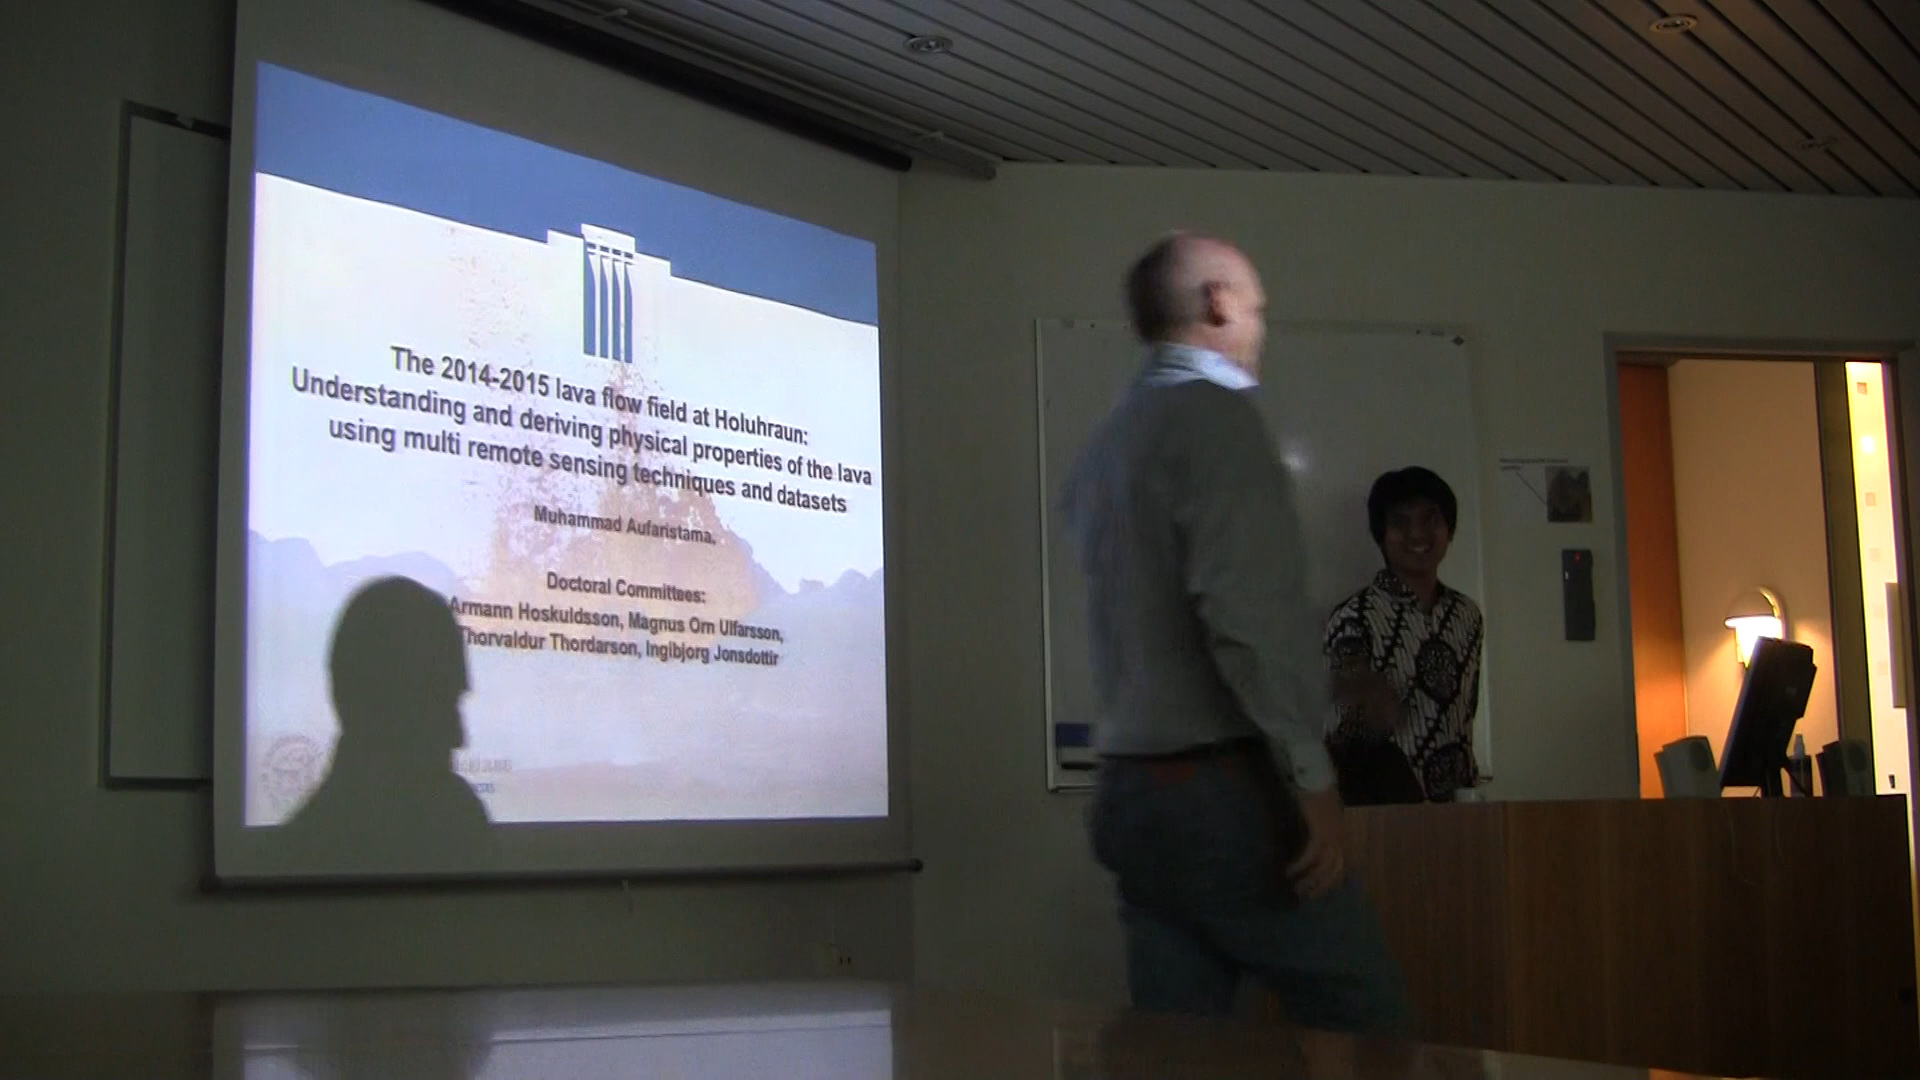 The 2014-2015 lava flow field at Holuhraun:
Understanding and deriving physical properties of the lava
using multi remote sensing techniques and datasets
Muhammad Aufaristama,
Doctoral Committees:
Armann Hoskuldsson, Magnus Orn Ulfarsson,
Thorvaldur Thordarson, Ingibjorg Jonsdottir